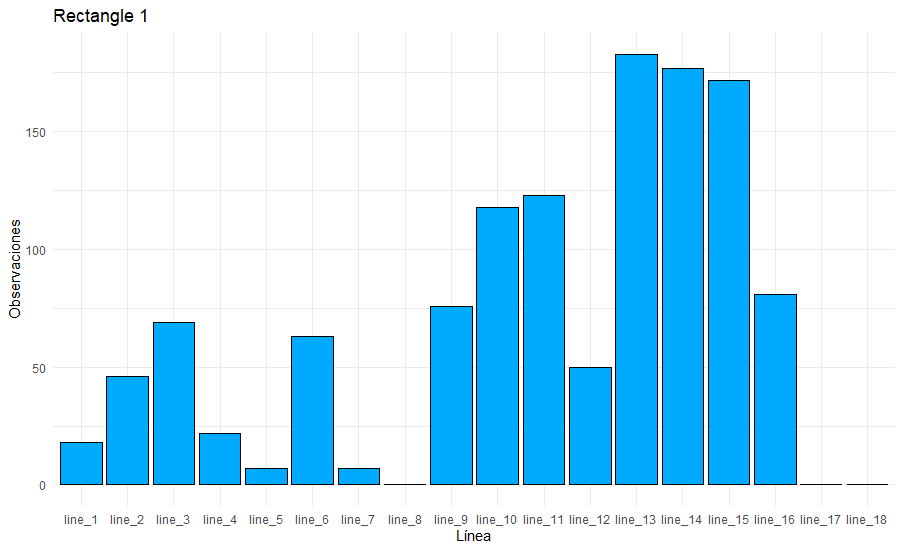 Rectangle 1
Observaciones
150
100
50
0
line_1 line_2 line_3 line_4 line_5 line_6 line_7 line_8 line_9 line_10 line_11 line_12 line_13 line_14 line_15 line_16 line_17 line_18
Línea